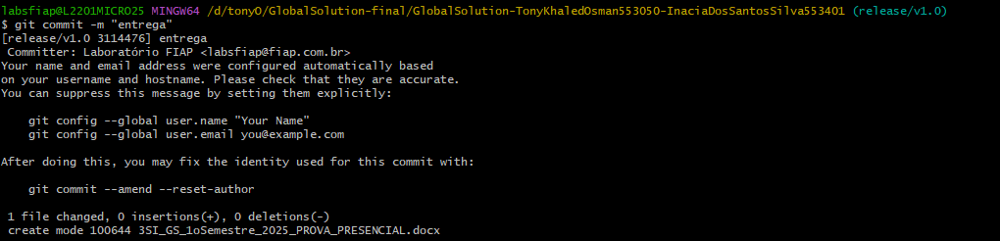 labsfiap@L2201MICRO25 MINGW64 /d/tonyO/GlobalSolution-final/GlobalSolution-TonyKhaledOsman553050-InaciaDosSantosSilva553401 (release/v1.0)
$ git commit -m "entrega"
[release/v1.0 3114476] entrega
 Committer: Laboratório FIAP <labsfiap@fiap.com.br>
Your name and email address were configured automatically based
on your username and hostname. Please check that they are accurate.
You can suppress this message by setting them explicitly:

    git config --global user.name "Your Name"
    git config --global user.email you@example.com

After doing this, you may fix the identity used for this commit with:

    git commit --amend --reset-author

 1 file changed, 0 insertions(+), 0 deletions(-)
 create mode 100644 3SI_GS_1oSemestre_2025_PROVA_PRESENCIAL.docx